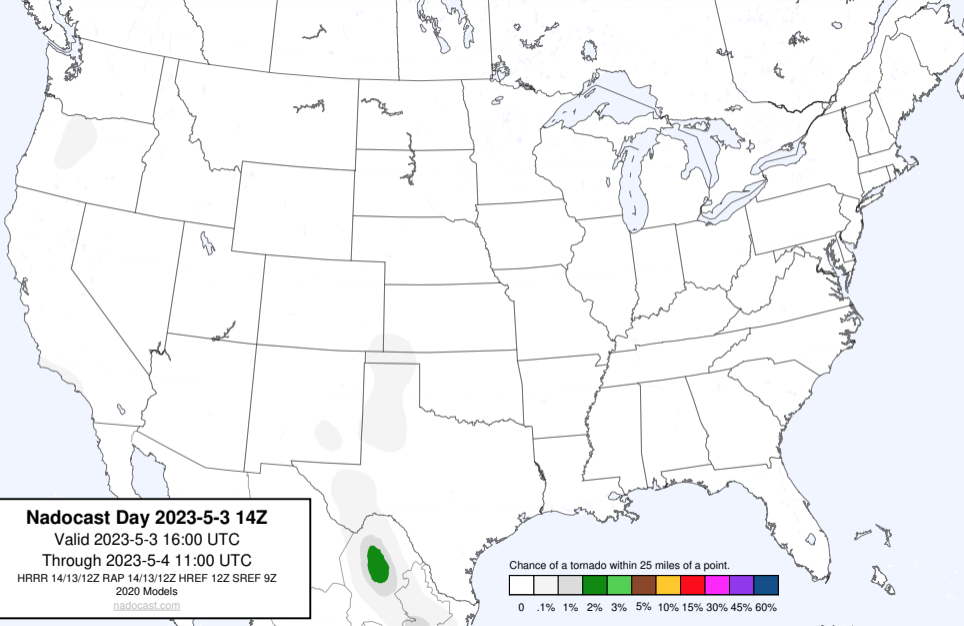 Nadocast Day 2023-5-3 14Z
Valid 2023-5-3 16:00 UTC
Through 2023-5-4 11:00 UTC
HRRR 14/13/12Z RAP 14/13/12Z HREF 12Z SREF 9Z
2020 Models
nadocast.com
Chance of a tornado within 25 miles of a point.
0 .1% 1% 2% 3% 5% 10% 15% 30% 45% 60%